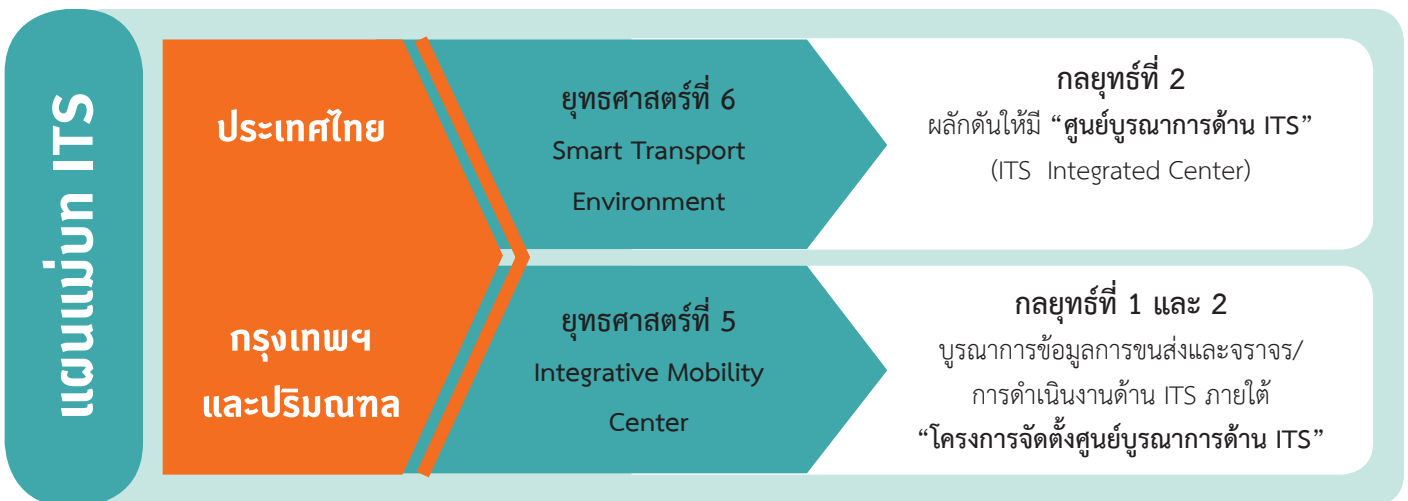 แผนแม่บท ITS
ประเทศไทย
ยุทธศาสตร์ที่ 6
Smart Transport
Environment
กลยุทธ์ที่ 2
ผลักดันให้มี “ศูนย์บูรณาการด้าน ITS”
(ITS Integrated Center)
กรุงเทพฯ
และปริมณฑล
ยุทธศาสตร์ที่ 5
Integrative Mobility
Center
กลยุทธ์ที่ 1 และ 2
บูรณาการข้อมูลการขนส่งและจราจร/
การดำเนินงานด้าน ITS ภายใต้
“โครงการจัดตั้งศูนย์บูรณาการด้าน ITS”